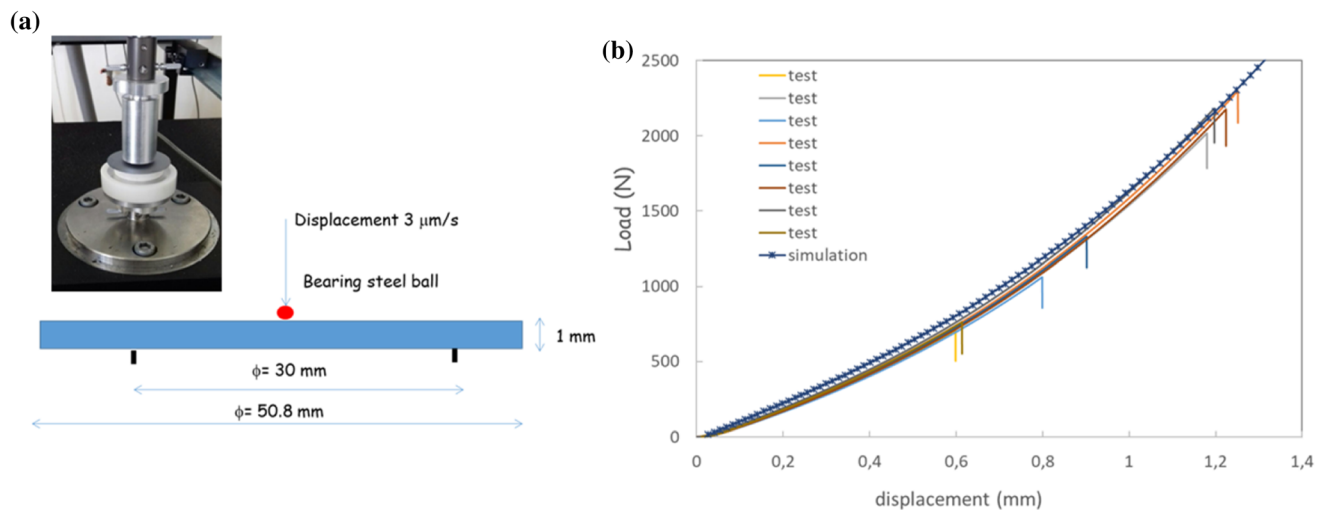 (a)
Displacement 3 μm/s
Bearing steel ball
1 mm
ϕ= 30 mm
ϕ= 50.8 mm
(b)
2500
2000
1500
1000
500
0
Load (N)
test
test
test
test
test
test
test
test
simulation
0
0,2
0,4
0,6
0,8
1
1,2
1,4
displacement (mm)